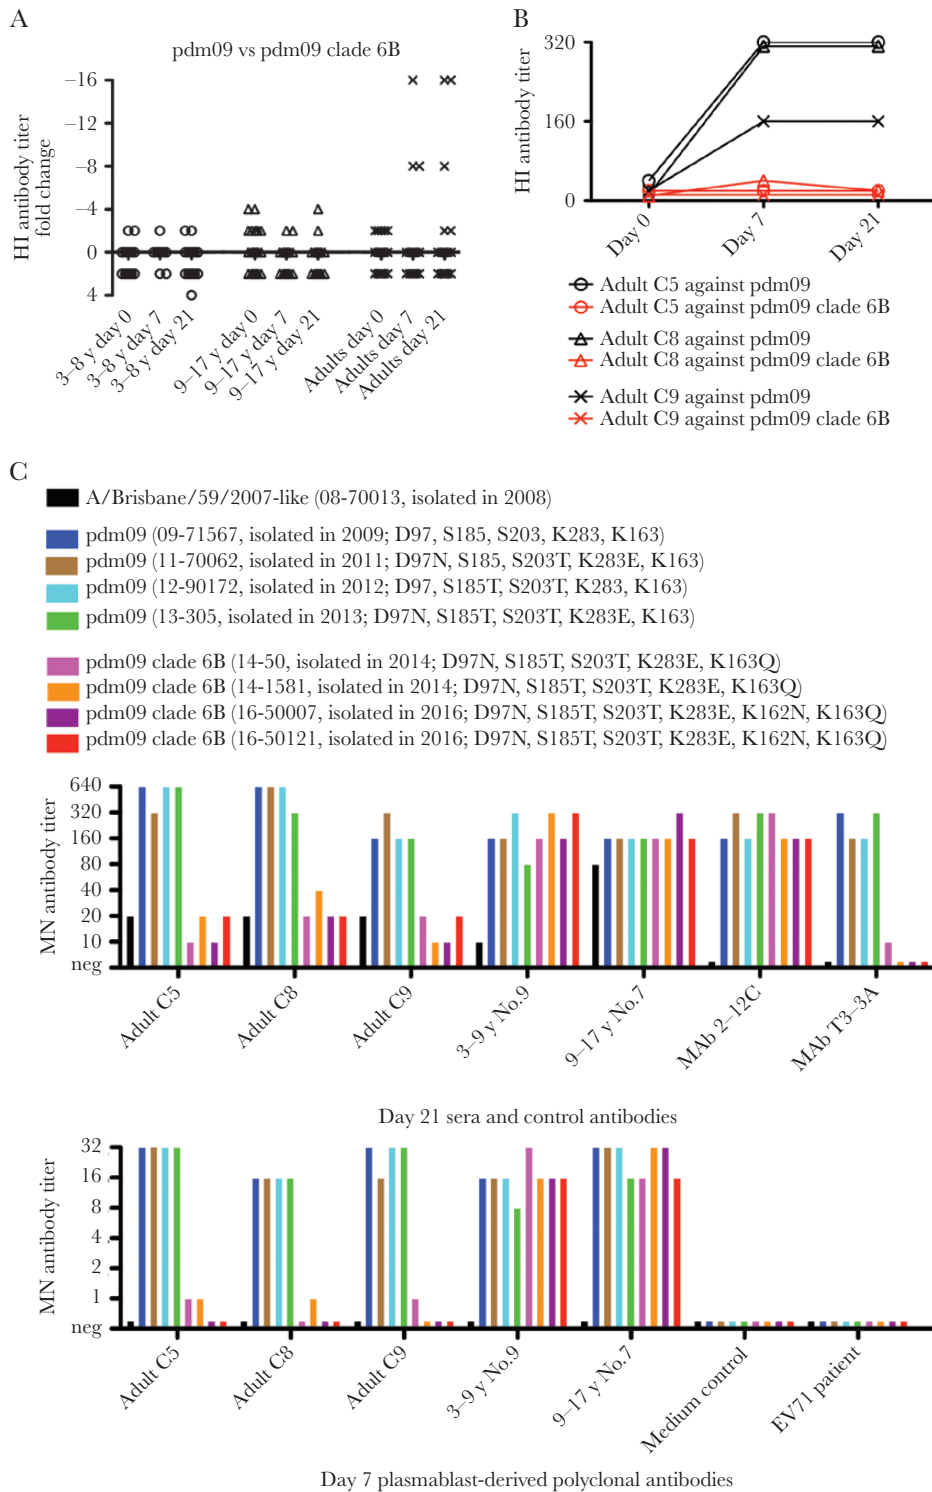 A
pdm09 vs pdm09 clade 6B
HI antibody titer
fold change
−16
−12
−8
−4
0
4
3–8 y day 0
3–8 y day 7
3–8 y day 21
9–17 y day 0
9–17 y day 7
9–17 y day 21
Adults day 0
Adults day 7
Adults day 21
B
HI antibody titer
320
160
0
Day 0
Day 7
Day 21
Adult C5 against pdm09
Adult C5 against pdm09 clade 6B
Adult C8 against pdm09
Adult C8 against pdm09 clade 6B
Adult C9 against pdm09
Adult C9 against pdm09 clade 6B
C
A/Brisbane/59/2007-like (08-70013, isolated in 2008)
pdm09 (09-71567, isolated in 2009; D97, S185, S203, K283, K163)
pdm09 (11-70062, isolated in 2011; D97N, S185, S203T, K283E, K163)
pdm09 (12-90172, isolated in 2012; D97, S185T, S203T, K283, K163)
pdm09 (13-305, isolated in 2013; D97N, S185T, S203T, K283E, K163)
pdm09 clade 6B (14-50, isolated in 2014; D97N, S185T, S203T, K283E, K163Q)
pdm09 clade 6B (14-1581, isolated in 2014; D97N, S185T, S203T, K283E, K163Q)
pdm09 clade 6B (16-50007, isolated in 2016; D97N, S185T, S203T, K283E, K162N, K163Q)
pdm09 clade 6B (16-50121, isolated in 2016; D97N, S185T, S203T, K283E, K162N, K163Q)
MN antibody titer
640
320
160
80
40
20
10
neg
Adult C5
Adult C8
Adult C9
3–9 y No.9
9–17 y No.7
MAb 2–12C
MAb T3–3A
Day 21 sera and control antibodies
MN antibody titer
32
16
8
4
2
1
neg
Adult C5
Adult C8
Adult C9
3–9 y No.9
9–17 y No.7
Medium control
EV71 patient
Day 7 plasmablast-derived polyclonal antibodies